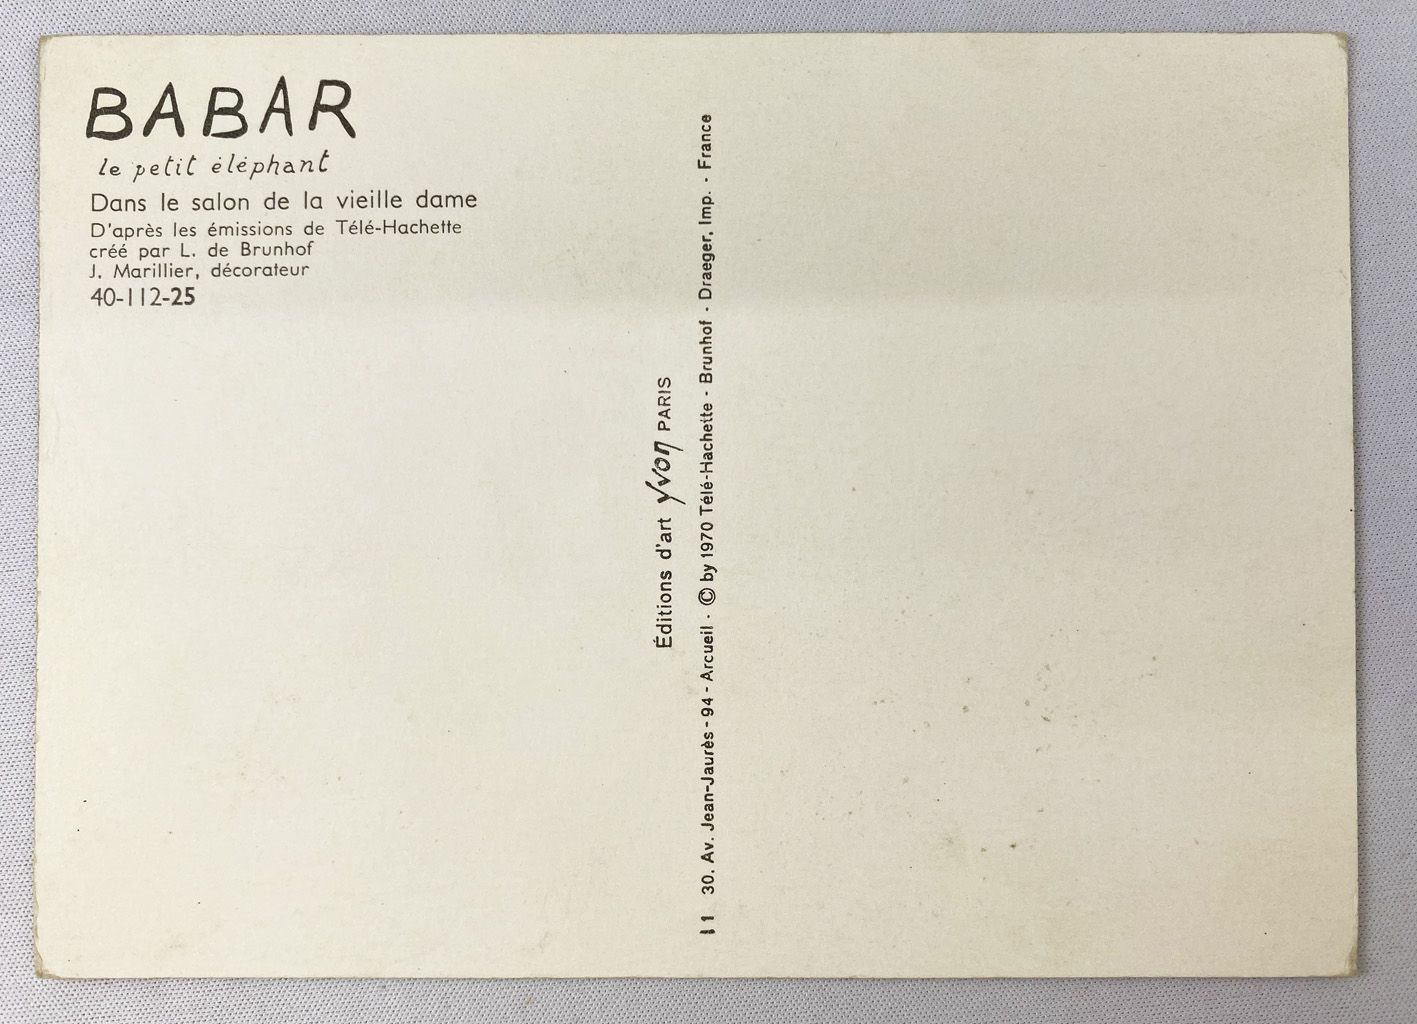 BABAR
le petit éléphant
Dans le salon de la vieille dame
D'après les émissions de Télé-Hachette
créé par L. de Brunhof
J. Marillier, décorateur
40-112-25
Éditions d'art yvon PARIS
30. Av. Jean-Jaurès - 94 - Arcueil · © by 1970 Télé-Hachette - Brunhof · Draeger, Imp. · France